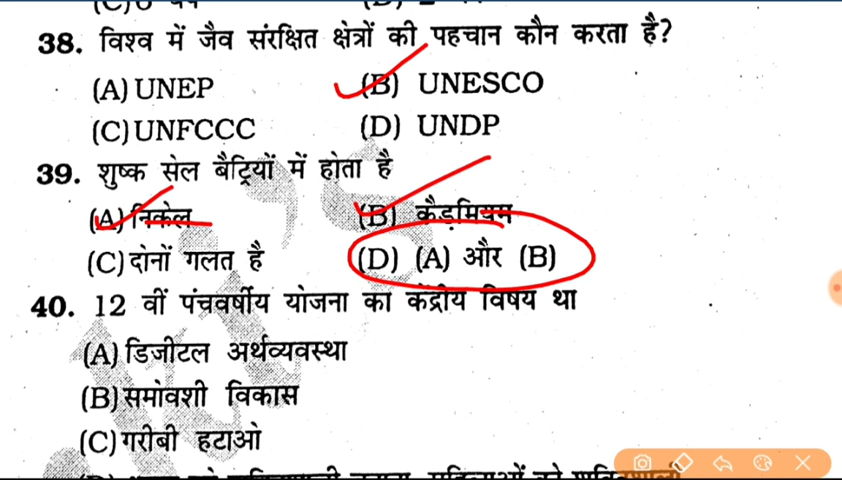 38. विश्व में जैव संरक्षित क्षेत्रों की पहचान कौन करता है?
(A) UNEP (B) UNESCO
(C) UNFCCC (D) UNDP
39. शुष्क सेल बैट्रियों में होता है
(A) निकेल (B) कैडमियम
(C) दोनों गलत है (D) (A) और (B)
40. 12 वीं पंचवर्षीय योजना का केंद्रीय विषय था
(A) डिजीटल अर्थव्यवस्था
(B) समावेशी विकास
(C) गरीबी हटाओ